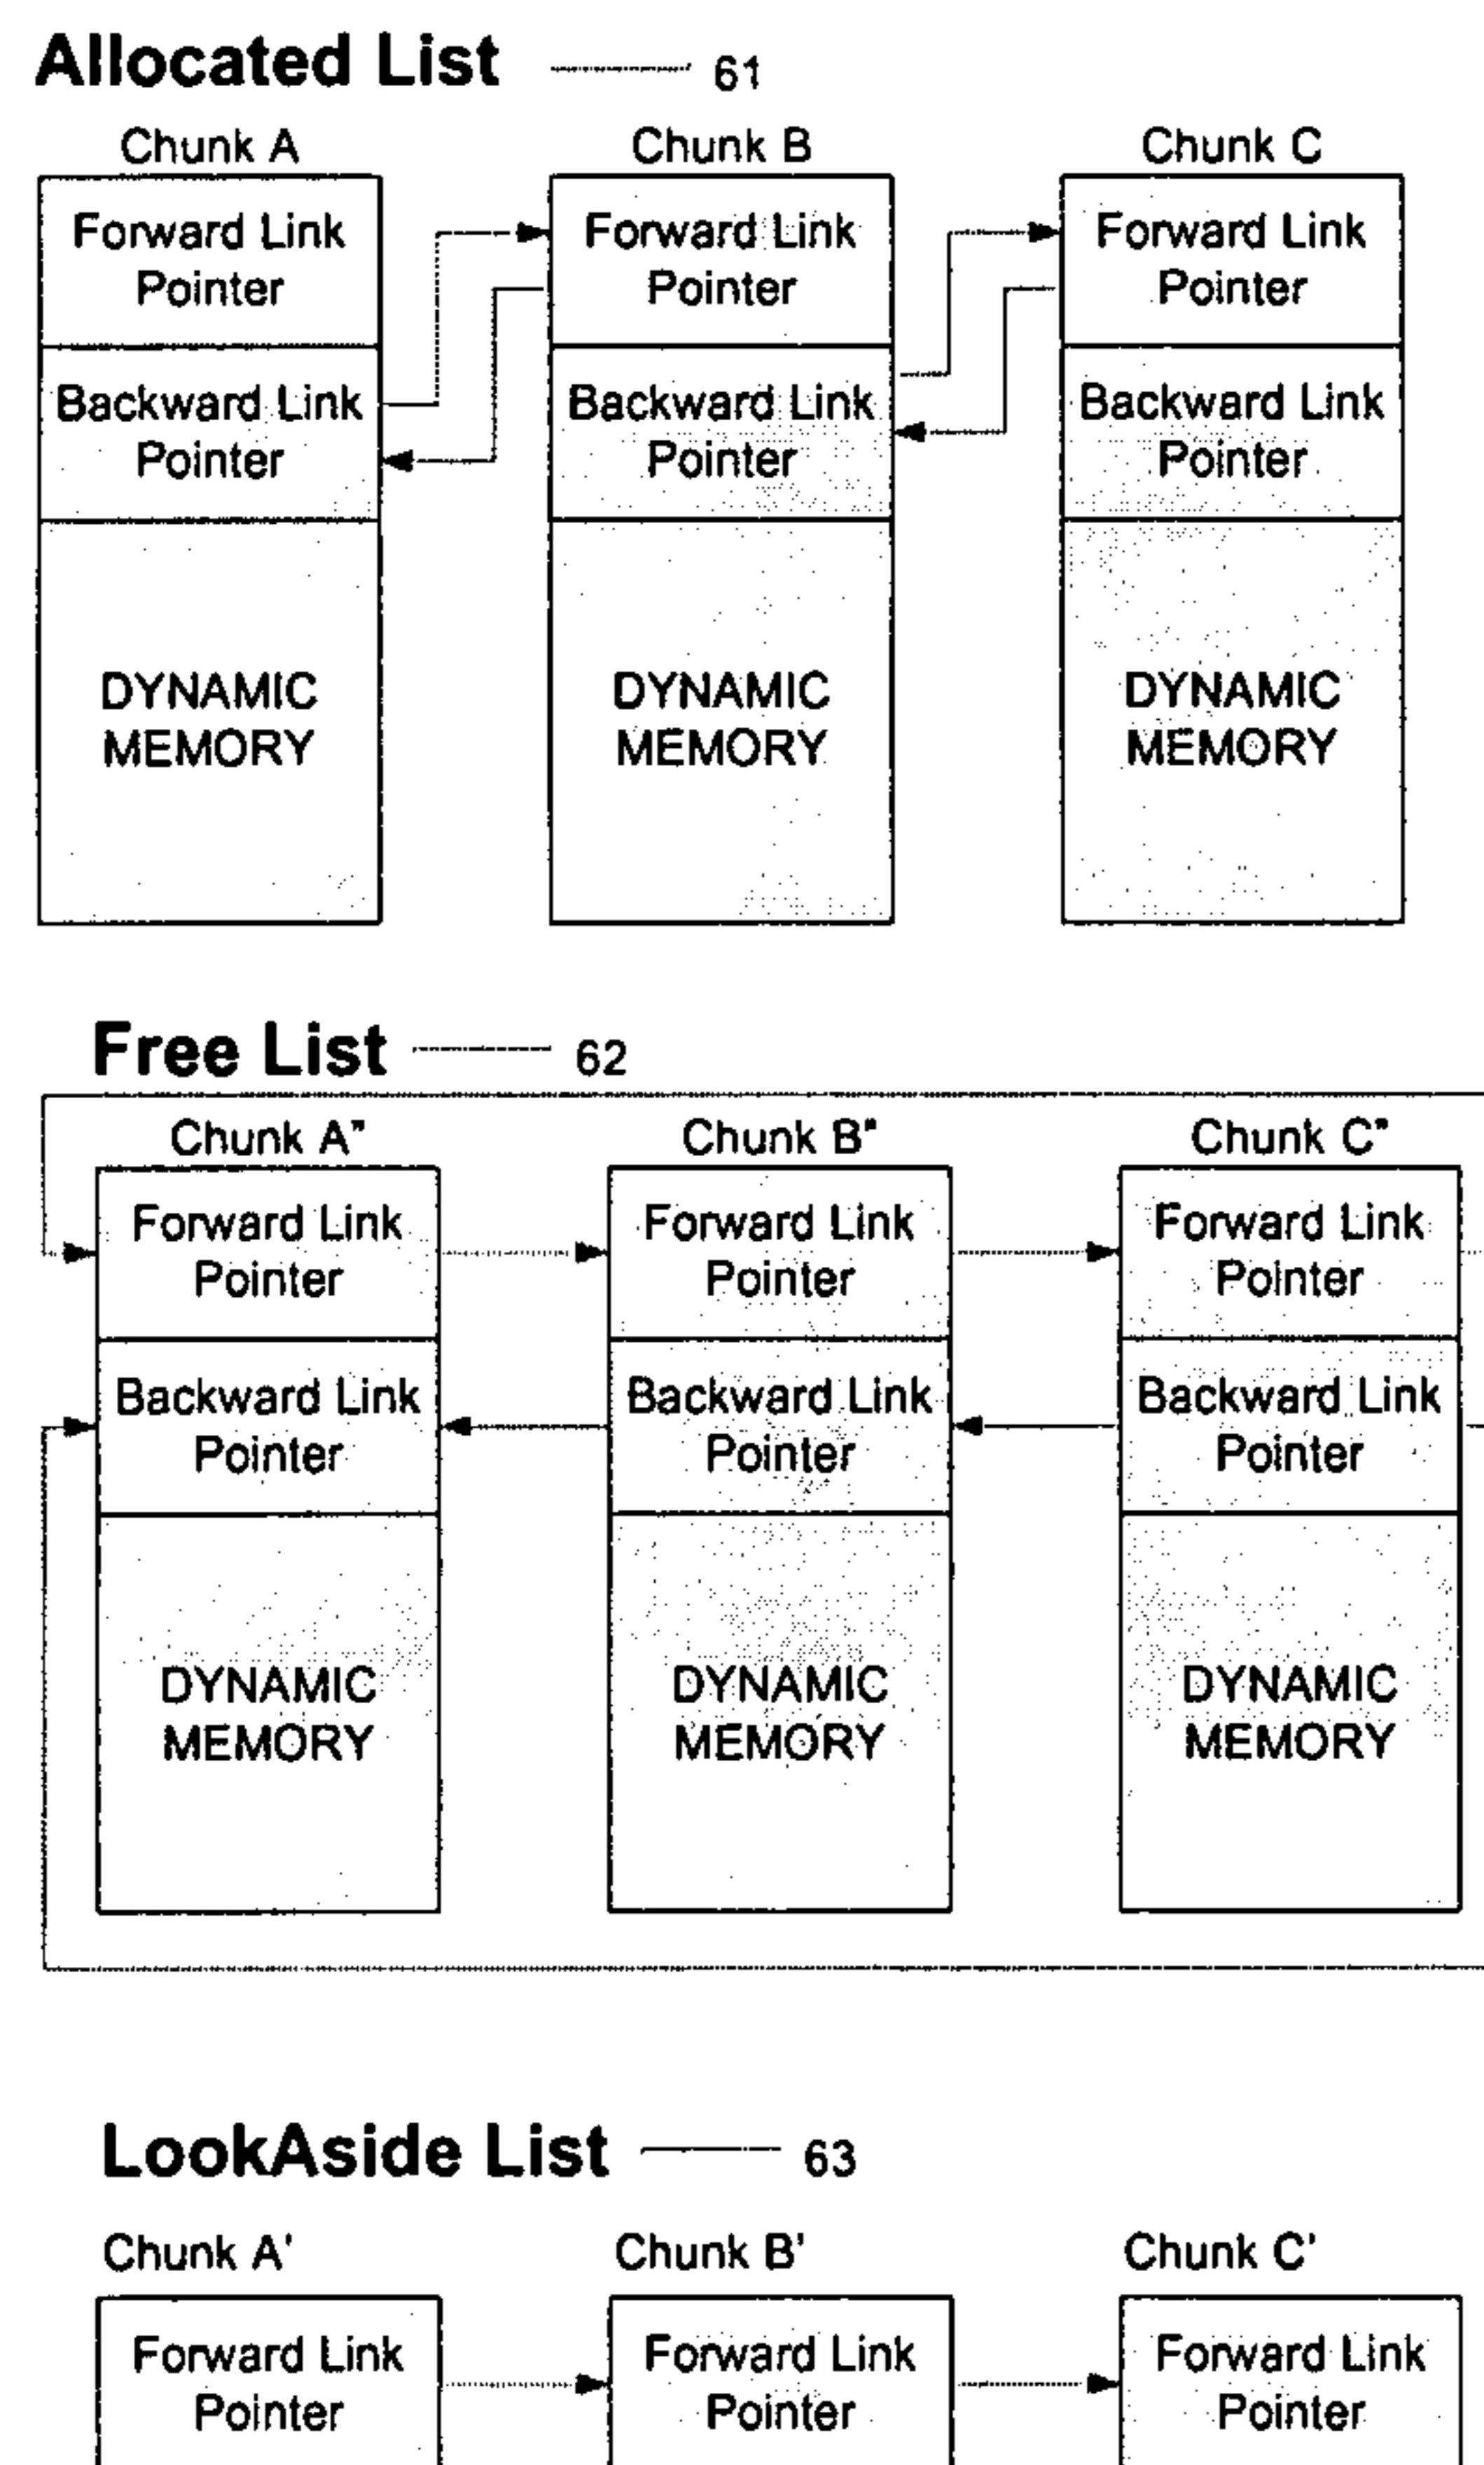 Allocated List 61
Chunk A Chunk B Chunk C
Forward Link Forward Link Forward Link
Pointer Pointer Pointer
Backward Link Backward Link Backward Link
Pointer Pointer Pointer
DYNAMIC DYNAMIC DYNAMIC
MEMORY MEMORY MEMORY
Free List 62
Chunk A" Chunk B" Chunk C"
Forward Link Forward Link Forward Link
Pointer Pointer Pointer
Backward Link Backward Link Backward Link
Pointer Pointer Pointer
DYNAMIC DYNAMIC DYNAMIC
MEMORY MEMORY MEMORY
LookAside List 63
Chunk A' Chunk B' Chunk C'
Forward Link Forward Link Forward Link
Pointer Pointer Pointer